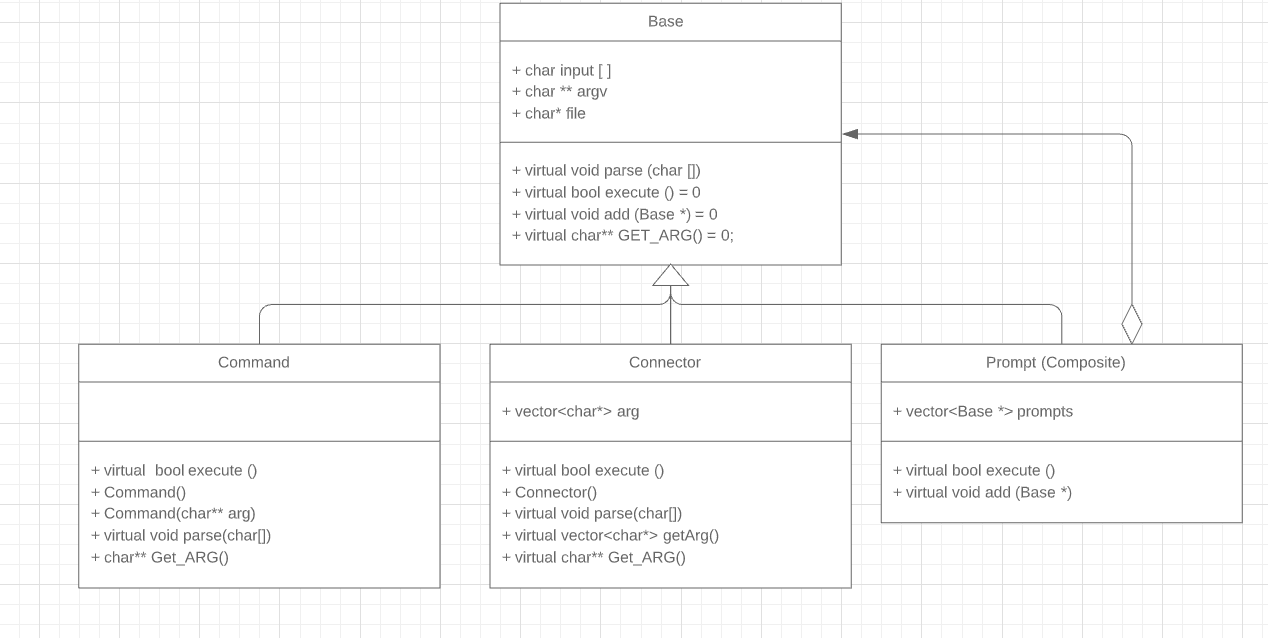 Base
+ char input [ ]
+ char ** argv
+ char* file
+ virtual void parse (char [])
+ virtual bool execute () = 0
+ virtual void add (Base *) = 0
+ virtual char** GET_ARG() = 0;
Command
+ virtual  bool execute ()
+ Command()
+ Command(char** arg)
+ virtual void parse(char[])
+ char** Get_ARG()
Connector
+ vector<char*> arg
+ virtual bool execute ()
+ Connector()
+ virtual void parse(char[])
+ virtual vector<char*> getArg()
+ virtual char** Get_ARG()
Prompt (Composite)
+ vector<Base *> prompts
+ virtual bool execute ()
+ virtual void add (Base *)